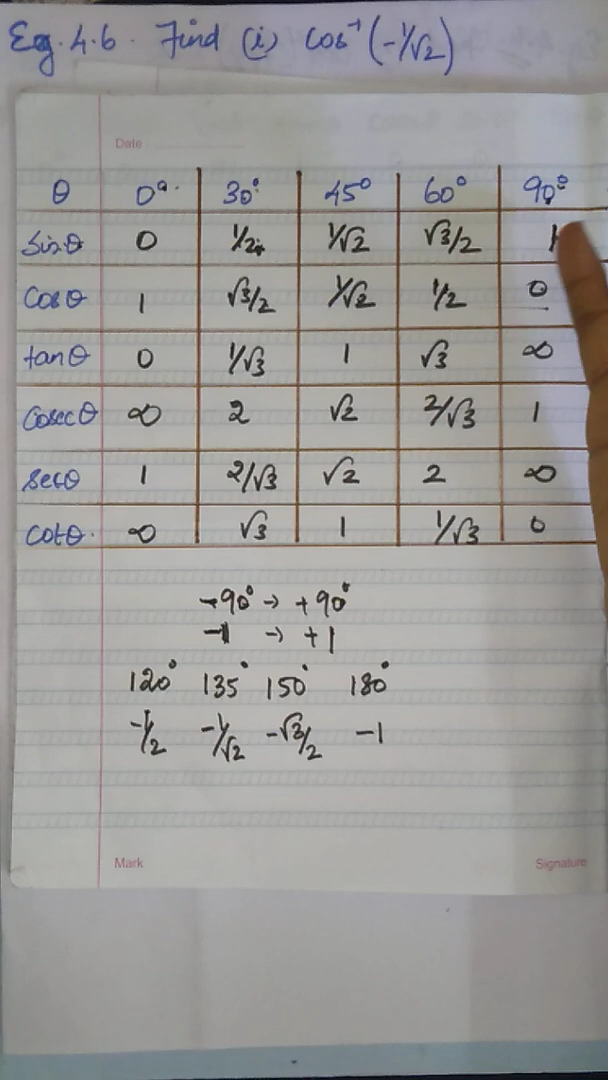 Eg. 4.6. Find (i) cos⁻¹(-1/√2)
Date
θ 0° 30° 45° 60° 90°
sinθ 0 1/2 1/√2 √3/2 1
cosθ 1 √3/2 1/√2 1/2 0
tanθ 0 1/√3 1 √3 ∞
cosecθ ∞ 2 √2 2/√3 1
secθ 1 2/√3 √2 2 ∞
cotθ. ∞ √3 1 1/√3 0
-90° → +90°
-1 → +1
120° 135° 150° 180°
-1/2 -1/√2 -√3/2 -1
Mark Signature